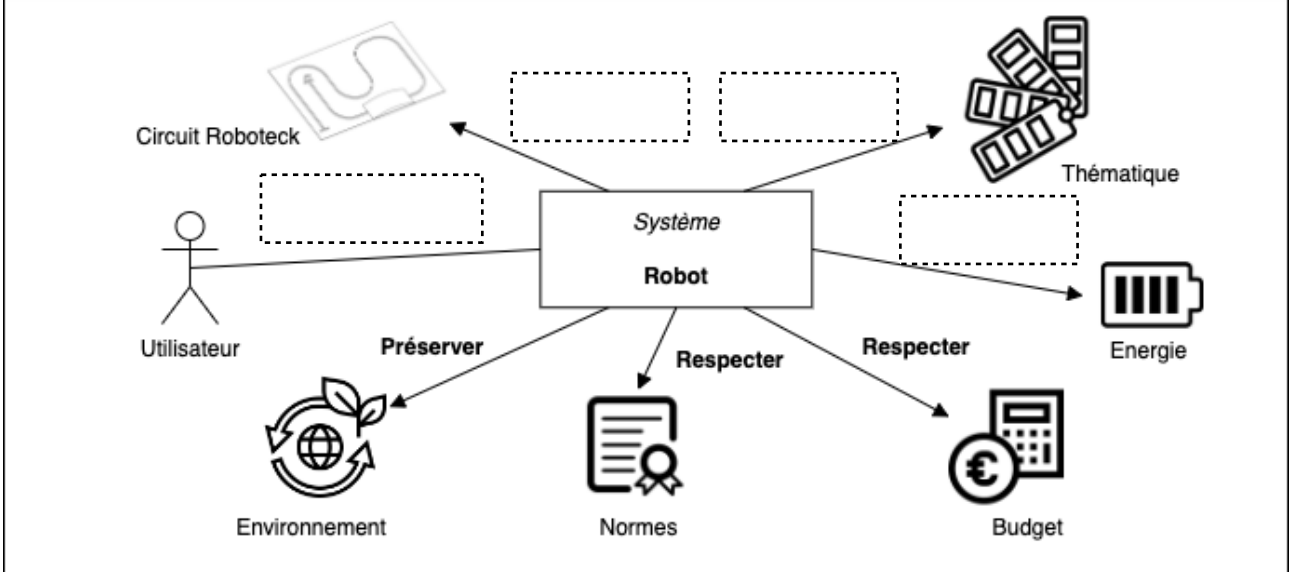 Circuit Roboteck
Thématique
Système
Robot
Utilisateur
Préserver
Respecter
Respecter
Energie
€
Environnement
Normes
Budget